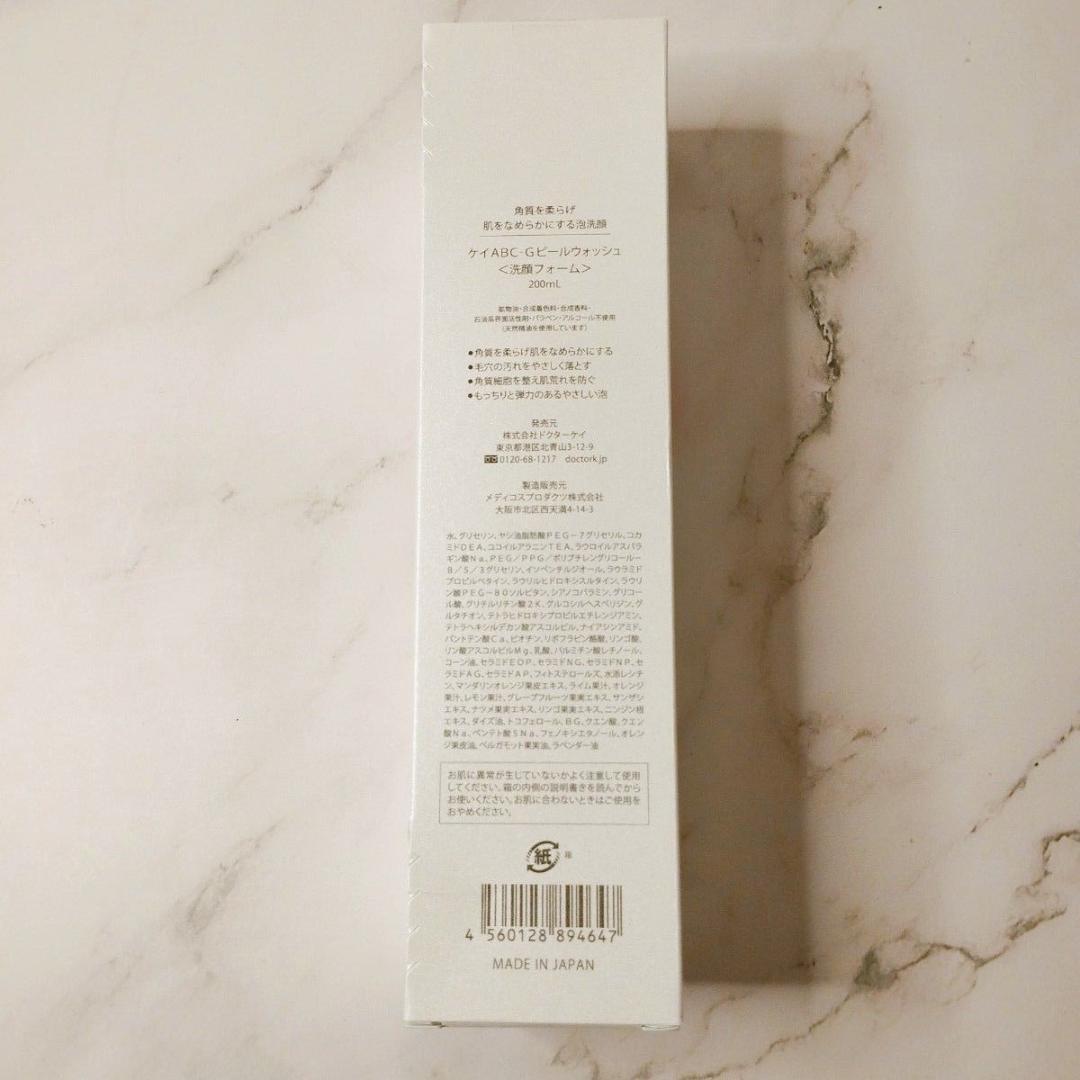 角質を柔らげ
肌をなめらかにする泡洗顔
ケイABC-Gピールウォッシュ
＜洗顔フォーム＞
200mL
鉱物油・合成着色料・合成香料・
石油系界面活性剤・パラベン・アルコール不使用
(天然精油を使用しています)
●角質を柔らげ肌をなめらかにする
●毛穴の汚れをやさしく落とす
●角質細胞を整え肌荒れを防ぐ
●もっちりと弾力のあるやさしい泡
発売元
株式会社ドクターケイ
東京都港区北青山3-12-9
0120-68-1217 doctork.jp
製造販売元
メディコスプロダクツ株式会社
大阪市北区西天満4-14-3
水、グリセリン、ヤシ油脂肪酸ＰＥＧ－７グリセリル、コカ
ミドＤＥＡ、ココイルアラニンＴＥＡ、ラウロイルアスパラ
ギン酸Ｎａ、ＰＥＧ／ＰＰＧ／ポリブチレングリコール－
８／５／３グリセリン、イソペンチルジオール、ラウラミド
プロピルベタイン、ラウリルヒドロキシスルタイン、ラウリ
ン酸ＰＥＧ－８０ソルビタン、シアノコバラミン、グリコー
ル酸、グリチルリチン酸２Ｋ、グルコシルヘスペリジン、グ
ルタチオン、テトラヒドロキシプロピルエチレンジアミン、
テトラヘキシルデカン酸アスコルビル、ナイアシンアミド、
パントテン酸Ｃａ、ビオチン、リボフラビン酪酸、リンゴ酸、
リン酸アスコルビルＭｇ、乳酸、パルミチン酸レチノール、
コーン油、セラミドＥＯＰ、セラミドＮＧ、セラミドＮＰ、セ
ラミドＡＧ、セラミドＡＰ、フィトステロールズ、水添レシチ
ン、マンダリンオレンジ果皮エキス、ライム果汁、オレンジ
果汁、レモン果汁、グレープフルーツ果実エキス、サンザシ
エキス、ナツメ果実エキス、リンゴ果実エキス、ニンジン根
エキス、ダイズ油、トコフェロール、ＢＧ、クエン酸、クエン
酸Ｎａ、ペンテト酸５Ｎａ、フェノキシエタノール、オレン
ジ果皮油、ベルガモット果実油、ラベンダー油
お肌に異常が生じていないかよく注意して使用
してください。箱の内側の説明書きを読んでから
お使いください。お肌に合わないときはご使用を
おやめください。
紙 箱
4 560128 894647
MADE IN JAPAN